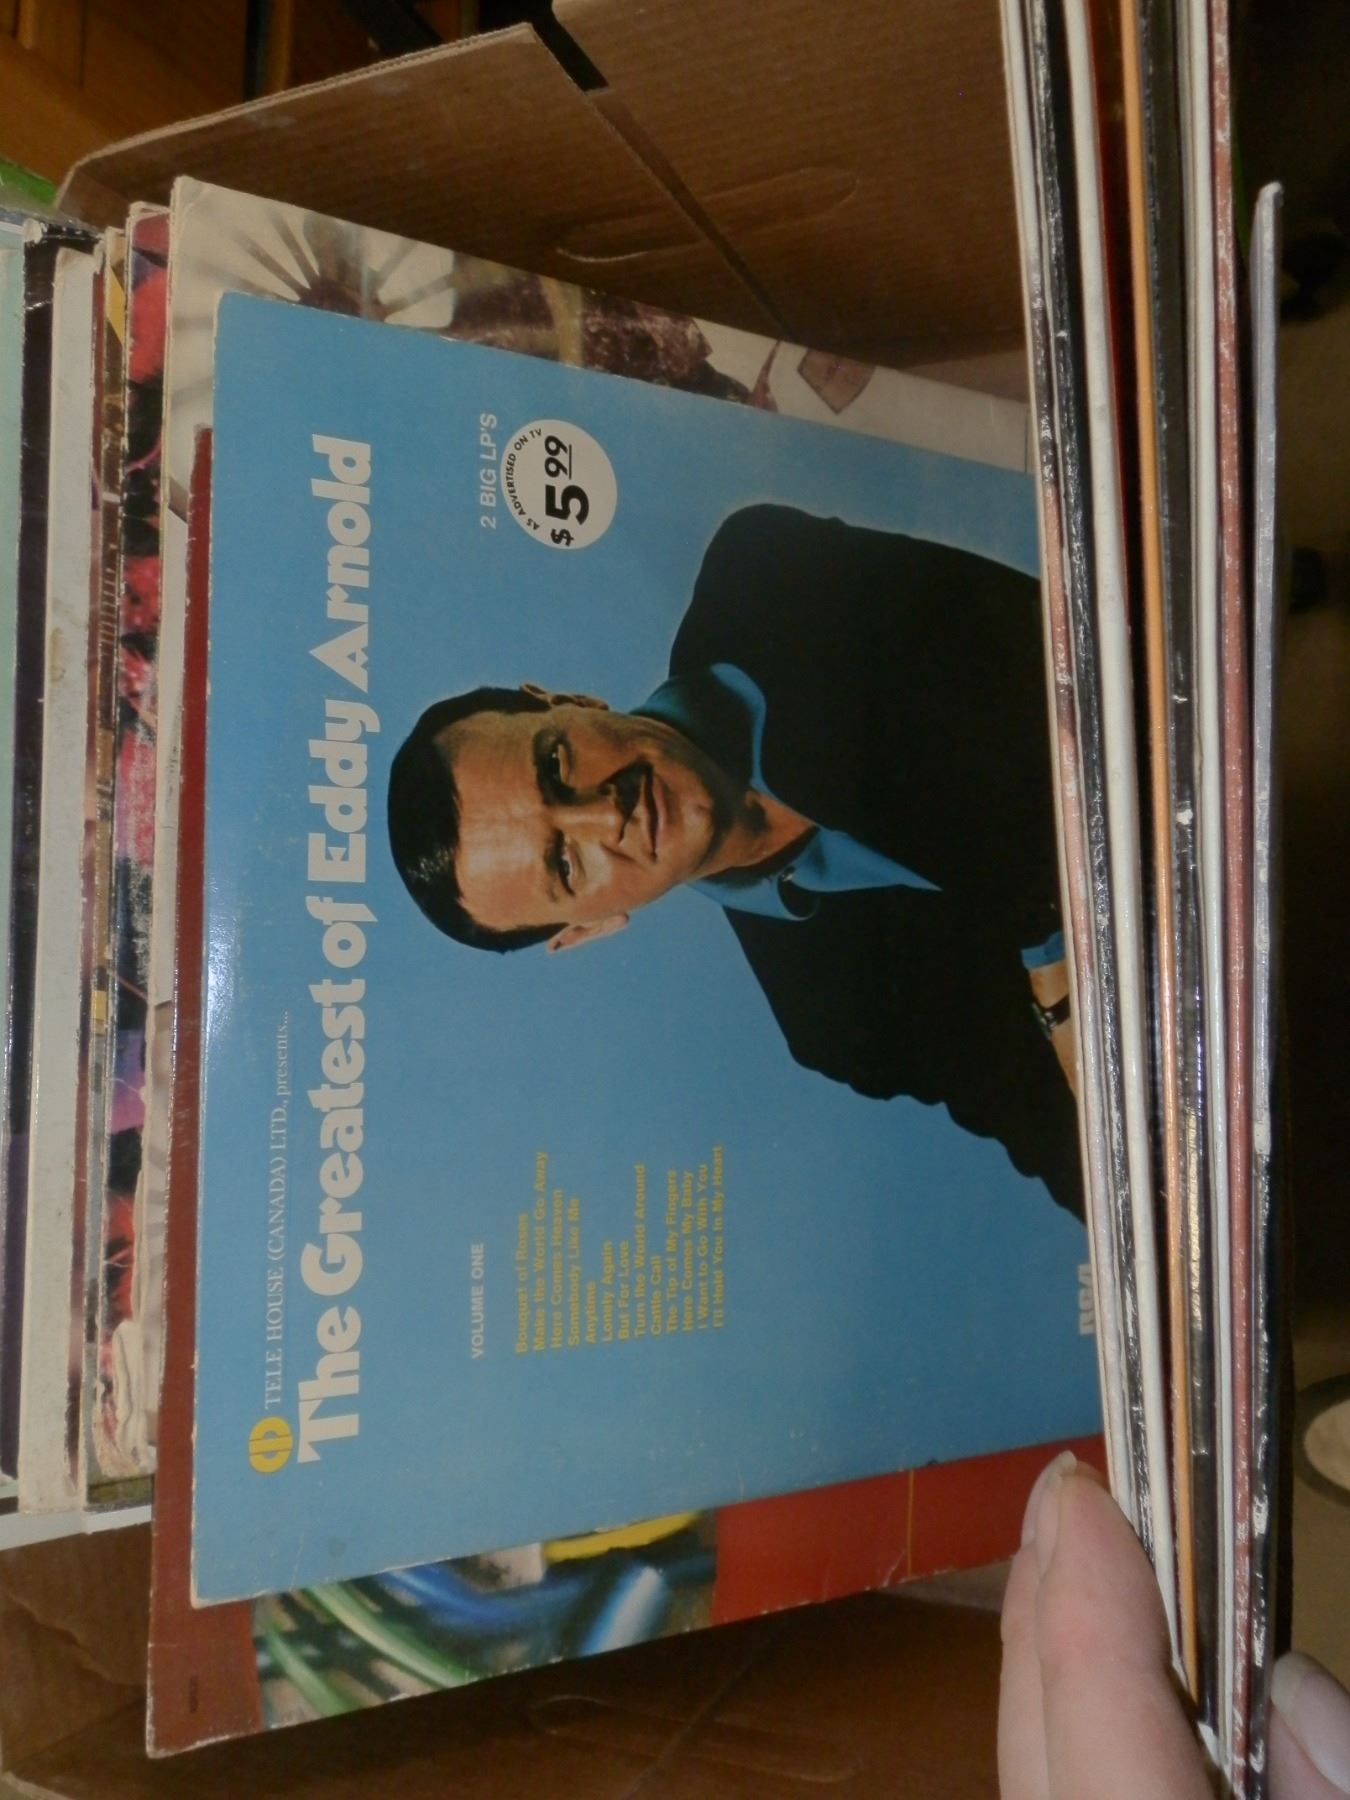 TELE HOUSE (CANADA) LTD., presents...
The Greatest of Eddy Arnold
2 BIG LP'S
AS ADVERTISED ON TV
$5.99
VOLUME ONE
Bouquet of Roses
Make the World Go Away
Here Comes Heaven
Somebody Like Me
Anytime
Lonely Again
But For Love
Turn the World Around
Cattle Call
The Tip of My Fingers
Here Comes My Baby
I Want to Go With You
I'll Hold You In My Heart
RCA